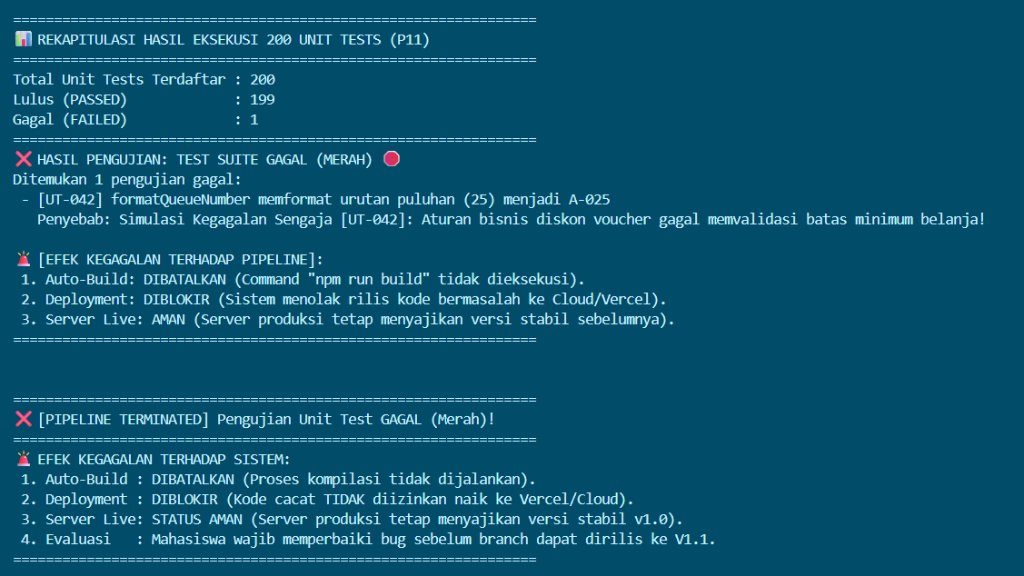 ================================================================
📊 REKAPITULASI HASIL EKSEKUSI 200 UNIT TESTS (P11)
================================================================
Total Unit Tests Terdaftar : 200
Lulus (PASSED)             : 199
Gagal (FAILED)             : 1
================================================================
❌ HASIL PENGUJIAN: TEST SUITE GAGAL (MERAH) 🛑
Ditemukan 1 pengujian gagal:
 - [UT-042] formatQueueNumber memformat urutan puluhan (25) menjadi A-025
   Penyebab: Simulasi Kegagalan Sengaja [UT-042]: Aturan bisnis diskon voucher gagal memvalidasi batas minimum belanja!
🚨 [EFEK KEGAGALAN TERHADAP PIPELINE]:
 1. Auto-Build: DIBATALKAN (Command "npm run build" tidak dieksekusi).
 2. Deployment: DIBLOKIR (Sistem menolak rilis kode bermasalah ke Cloud/Vercel).
 3. Server Live: AMAN (Server produksi tetap menyajikan versi stabil sebelumnya).
================================================================
================================================================
❌ [PIPELINE TERMINATED] Pengujian Unit Test GAGAL (Merah)!
================================================================
🚨 EFEK KEGAGALAN TERHADAP SISTEM:
 1. Auto-Build : DIBATALKAN (Proses kompilasi tidak dijalankan).
 2. Deployment : DIBLOKIR (Kode cacat TIDAK diizinkan naik ke Vercel/Cloud).
 3. Server Live: STATUS AMAN (Server produksi tetap menyajikan versi stabil v1.0).
 4. Evaluasi   : Mahasiswa wajib memperbaiki bug sebelum branch dapat dirilis ke V1.1.
================================================================